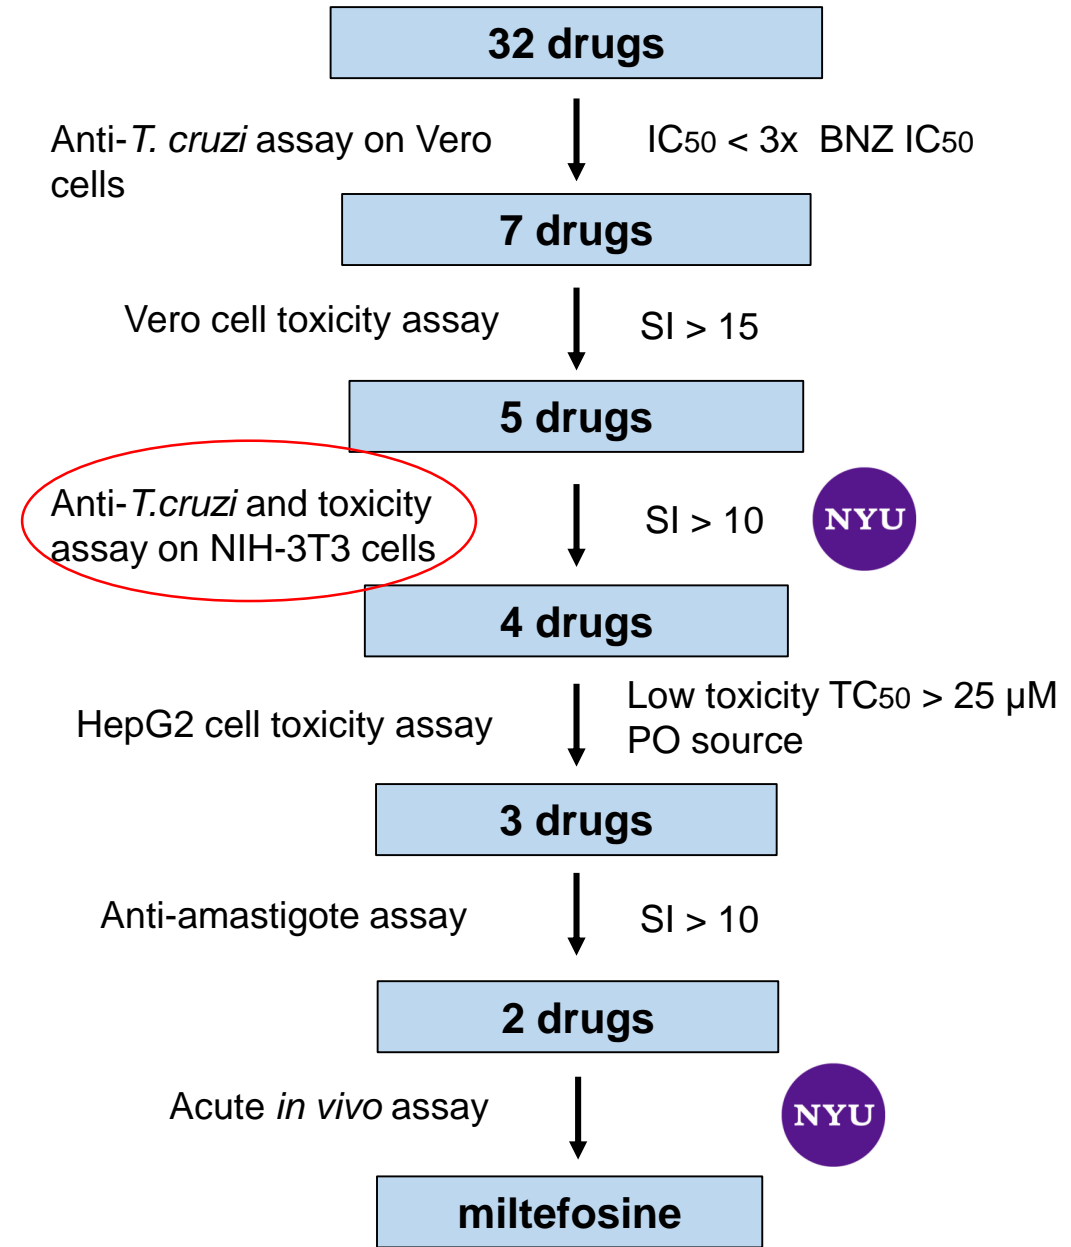 32 drugs
Anti-T. cruzi assay on Vero
cells
IC50 < 3x BNZ IC50
7 drugs
Vero cell toxicity assay
SI > 15
5 drugs
Anti-T.cruzi and toxicity
assay on NIH-3T3 cells
SI > 10
NYU
4 drugs
HepG2 cell toxicity assay
Low toxicity TC50 > 25 µM
PO source
3 drugs
Anti-amastigote assay
SI > 10
2 drugs
Acute in vivo assay
NYU
miltefosine